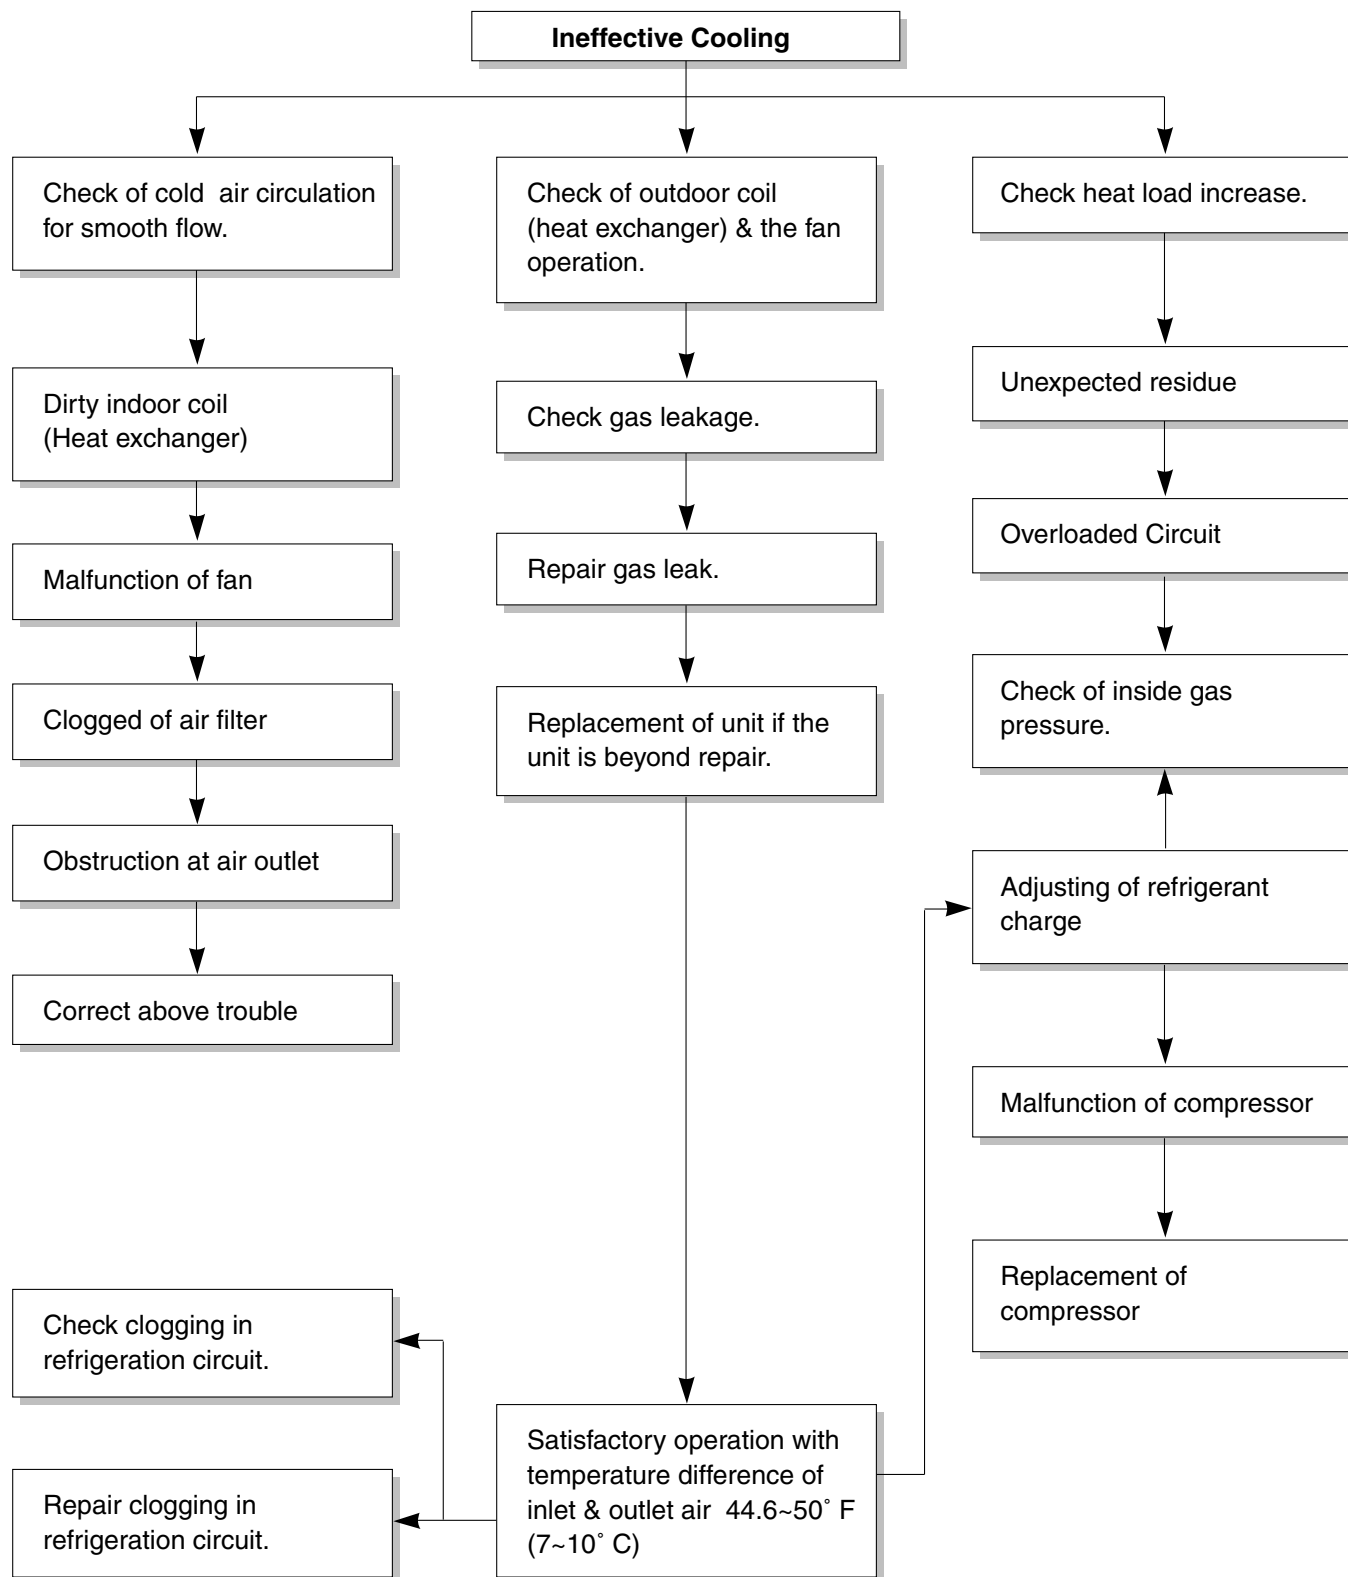 Ineffective Cooling
Check of cold  air circulation
for smooth flow.
Dirty indoor coil
(Heat exchanger)
Malfunction of fan
Clogged of air filter
Obstruction at air outlet
Correct above trouble
Check of outdoor coil
(heat exchanger) & the fan
operation.
Check gas leakage.
Repair gas leak.
Replacement of unit if the
unit is beyond repair.
Check heat load increase.
Unexpected residue
Overloaded Circuit
Check of inside gas
pressure.
Adjusting of refrigerant
charge
Malfunction of compressor
Replacement of
compressor
Check clogging in
refrigeration circuit.
Repair clogging in
refrigeration circuit.
Satisfactory operation with
temperature difference of
inlet & outlet air  44.6~50˚ F
(7~10˚ C)